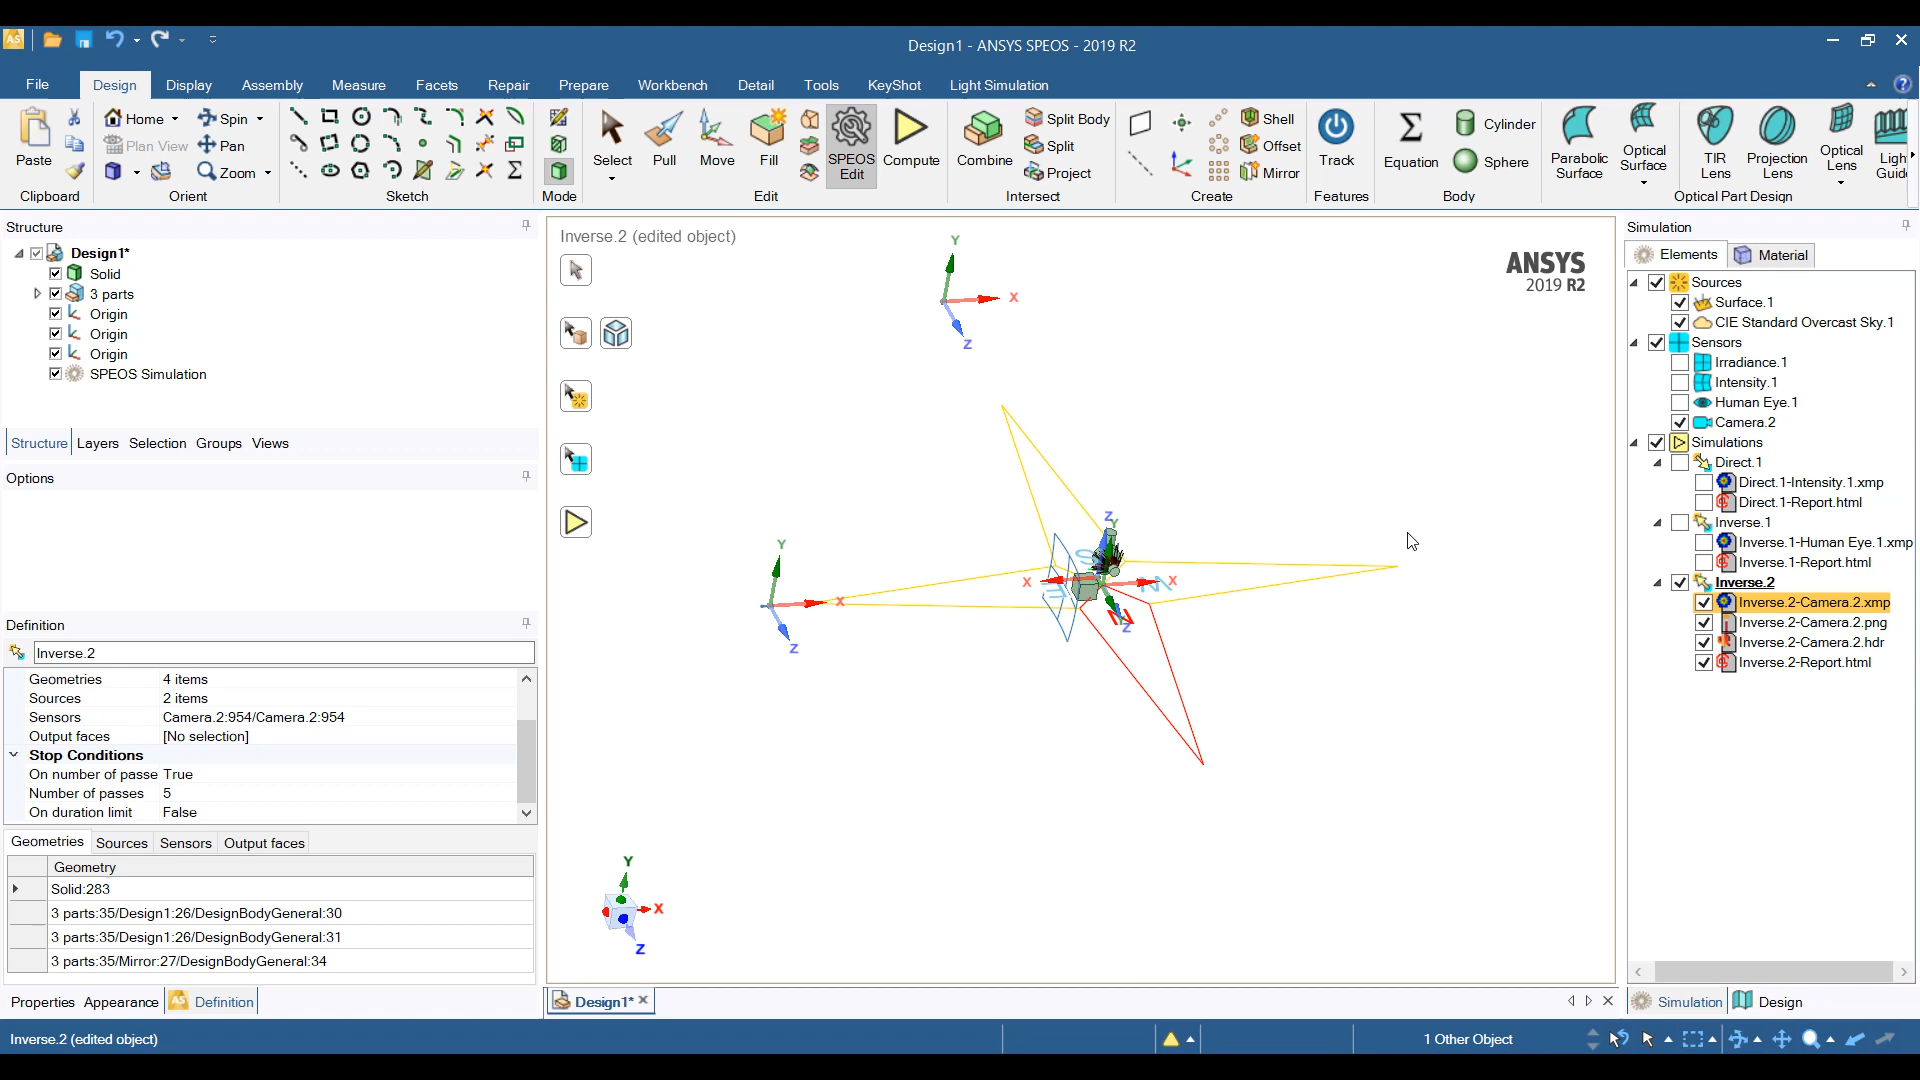 Design1 - ANSYS SPEOS - 2019 R2
File Design Display Assembly Measure Facets Repair Prepare Workbench Detail Tools KeyShot Light Simulation
Paste
Clipboard
Home Spin
Plan View Pan
Zoom
Orient
Sketch
Mode
Select Pull Move Fill SPEOS Edit Compute
Edit
Combine
Split Body
Split
Project
Intersect
Shell
Offset
Mirror
Create
Track
Features
Equation
Cylinder
Sphere
Body
Parabolic Surface
Optical Surface
TIR Lens
Projection Lens
Optical Lens
Ligh
Guid
Optical Part Design
Structure
Design1*
Solid
3 parts
Origin
Origin
Origin
SPEOS Simulation
Structure Layers Selection Groups Views
Options
Definition
Inverse.2
Geometries 4 items
Sources 2 items
Sensors Camera.2:954/Camera.2:954
Output faces [No selection]
Stop Conditions
On number of passe True
Number of passes 5
On duration limit False
Geometries Sources Sensors Output faces
Geometry
Solid:283
3 parts:35/Design1:26/DesignBodyGeneral:30
3 parts:35/Design1:26/DesignBodyGeneral:31
3 parts:35/Mirror:27/DesignBodyGeneral:34
Properties Appearance Definition
Inverse.2 (edited object)
ANSYS
2019 R2
Y
X
Z
Y
X
Z
Z
Y
S
X
X
E
N
Z
Y
X
Z
Design1*
Simulation
Elements Material
Sources
Surface.1
CIE Standard Overcast Sky.1
Sensors
Irradiance.1
Intensity.1
Human Eye.1
Camera.2
Simulations
Direct.1
Direct.1-Intensity.1.xmp
Direct.1-Report.html
Inverse.1
Inverse.1-Human Eye.1.xmp
Inverse.1-Report.html
Inverse.2
Inverse.2-Camera.2.xmp
Inverse.2-Camera.2.png
Inverse.2-Camera.2.hdr
Inverse.2-Report.html
Simulation Design
Inverse.2 (edited object)
1 Other Object